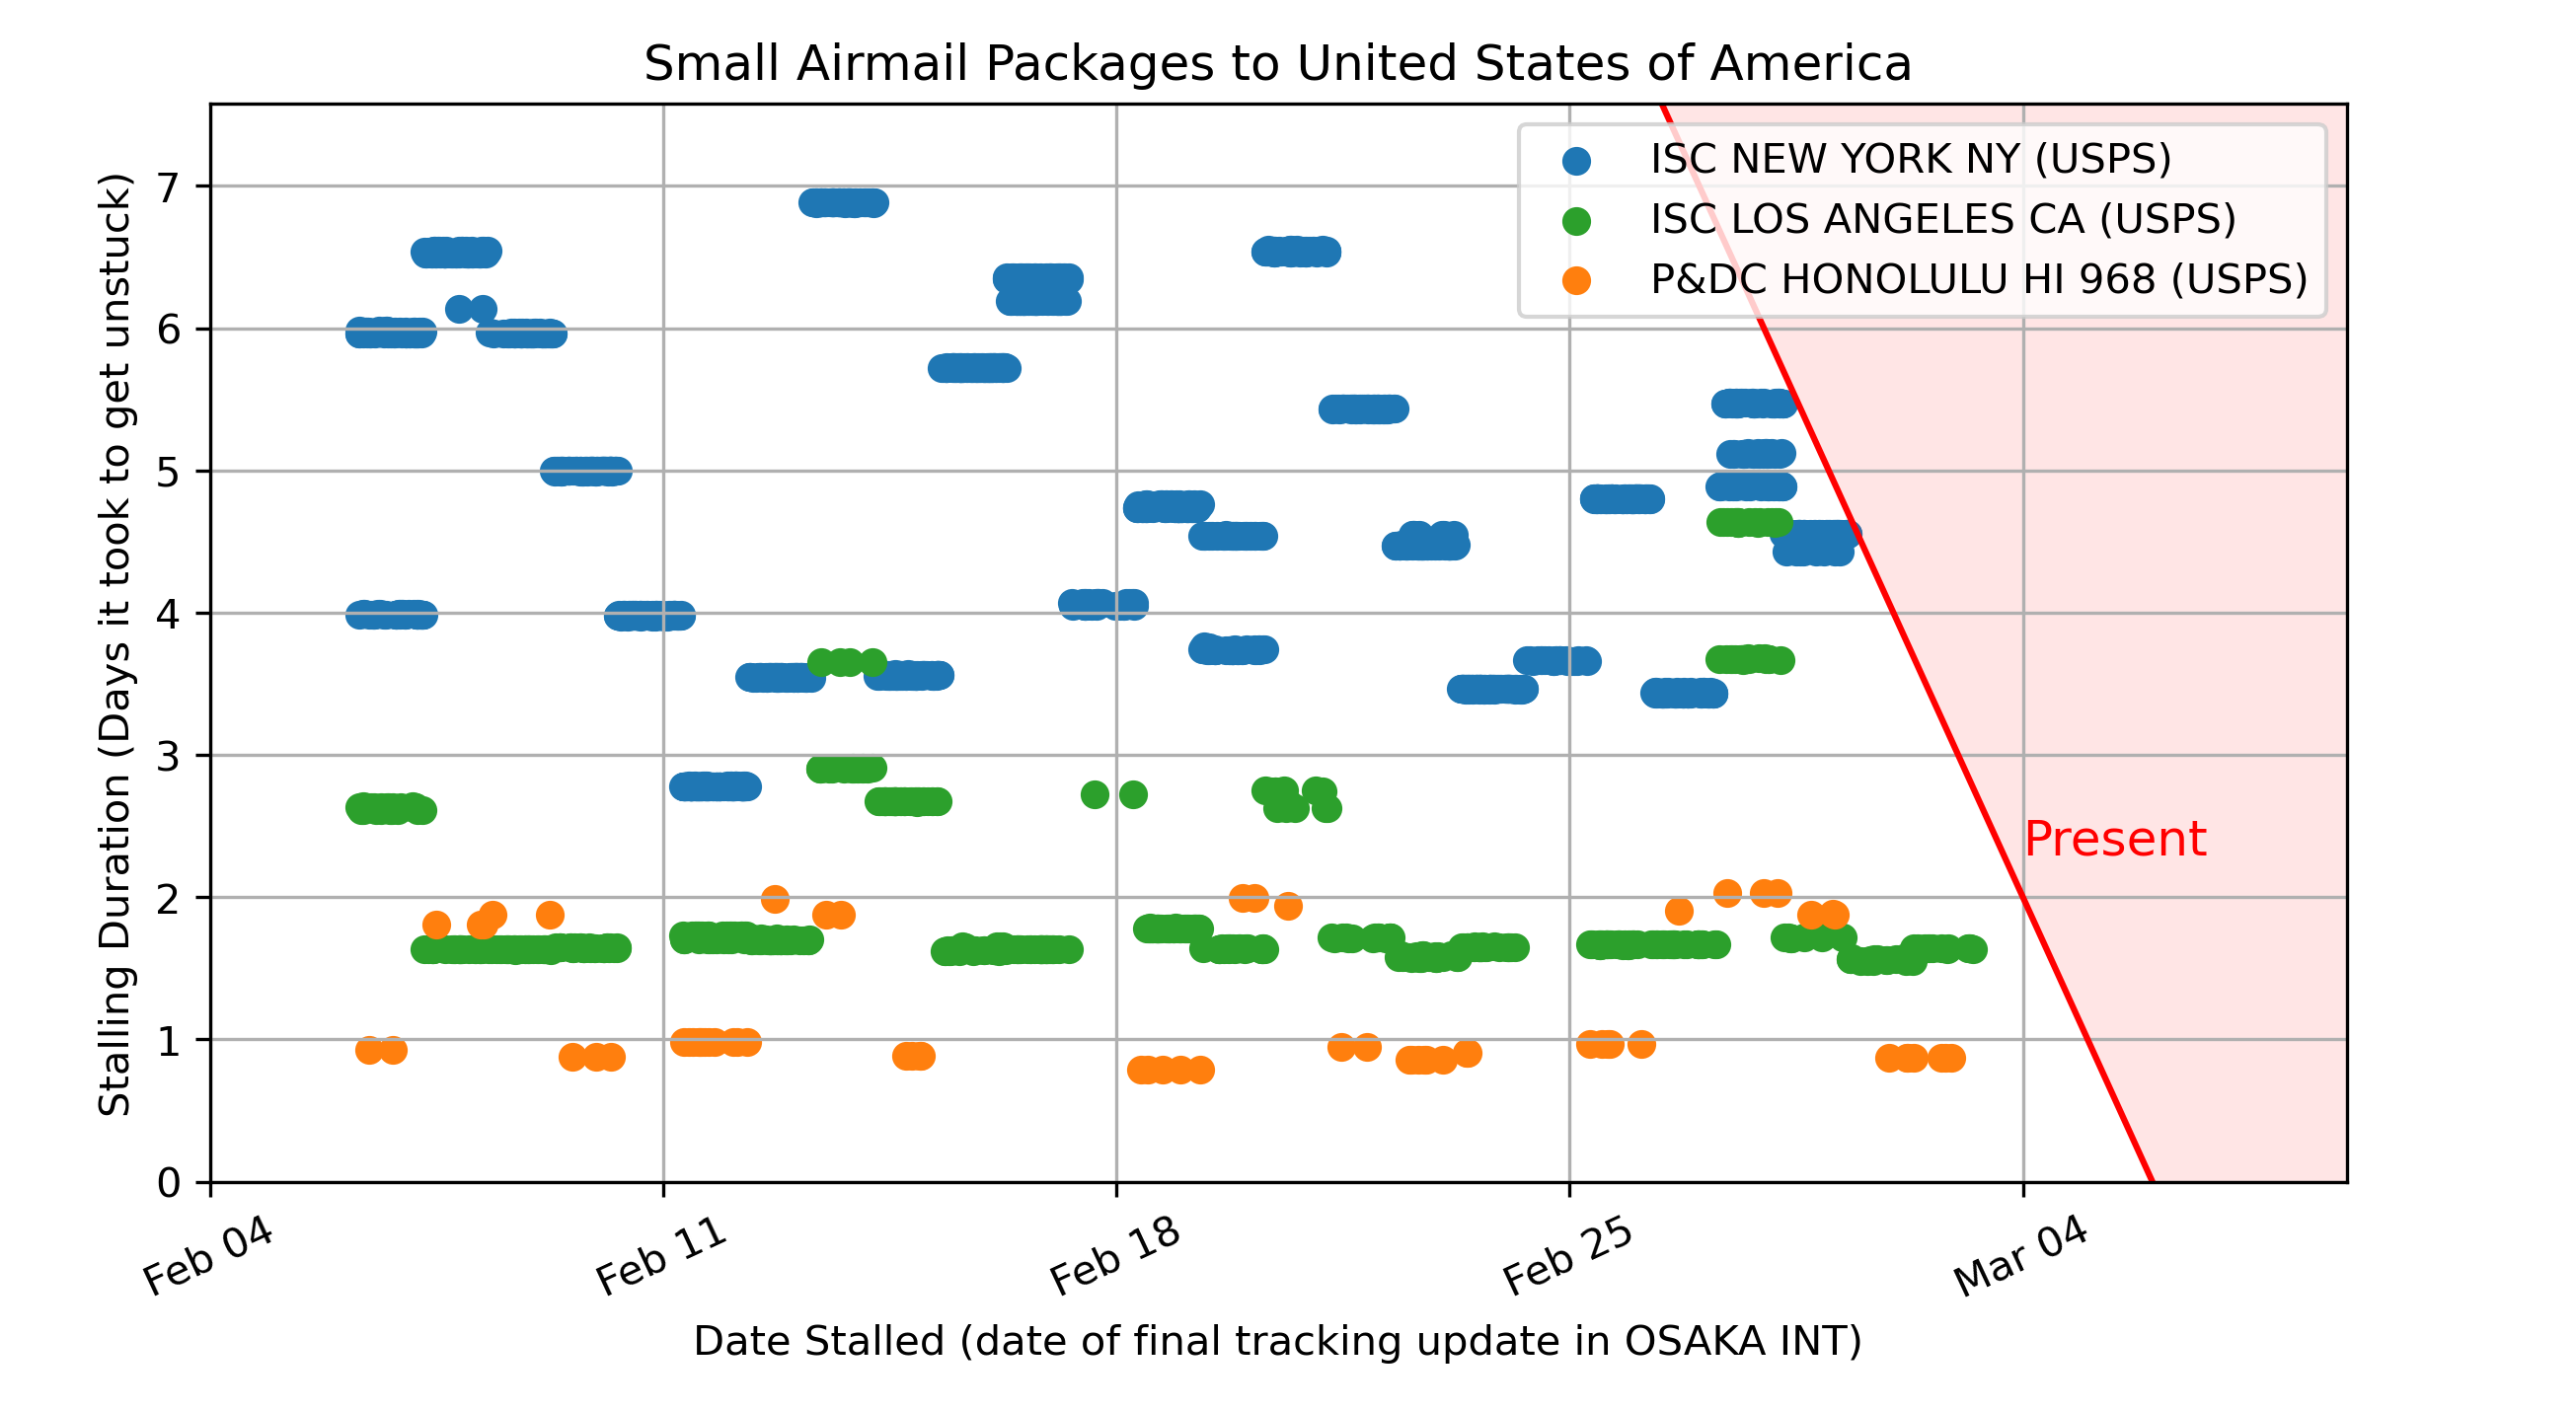 Small Airmail Packages to United States of America
ISC NEW YORK NY (USPS)
ISC LOS ANGELES CA (USPS)
P&DC HONOLULU HI 968 (USPS)
Stalling Duration (Days it took to get unstuck)
7
6
5
4
3
2
1
0
Present
Feb 04
Feb 11
Feb 18
Feb 25
Mar 04
Date Stalled (date of final tracking update in OSAKA INT)